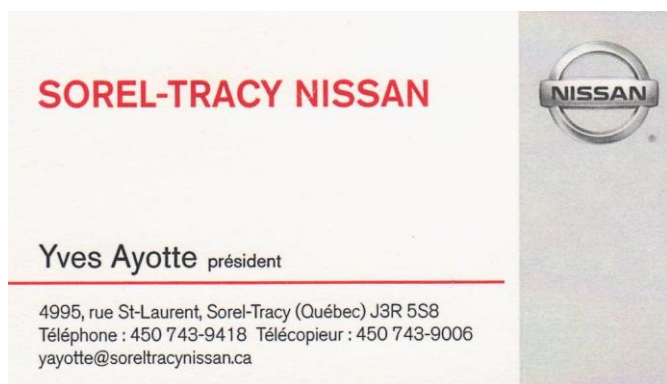 SOREL-TRACY NISSAN
NISSAN
Yves Ayotte président
4995, rue St-Laurent, Sorel-Tracy (Québec) J3R 5S8
Téléphone : 450 743-9418 Télécopieur : 450 743-9006
yayotte@soreltracynissan.ca